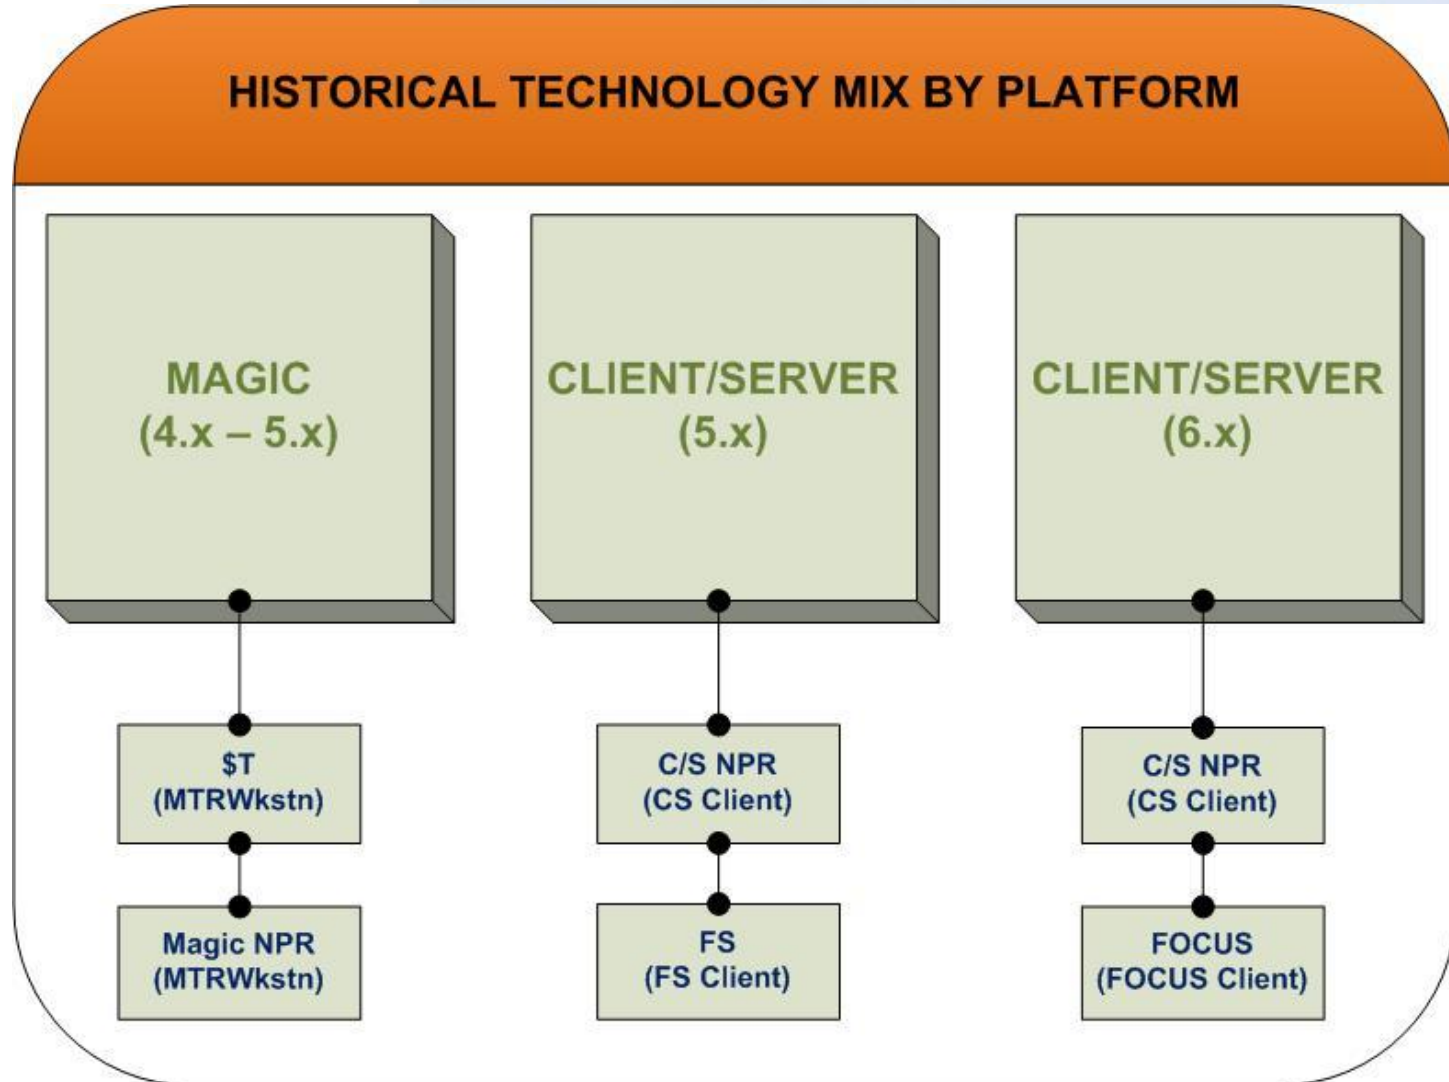 HISTORICAL TECHNOLOGY MIX BY PLATFORM
MAGIC
(4.x – 5.x)
CLIENT/SERVER
(5.x)
CLIENT/SERVER
(6.x)
$T
(MTRWkstn)
C/S NPR
(CS Client)
C/S NPR
(CS Client)
Magic NPR
(MTRWkstn)
FS
(FS Client)
FOCUS
(FOCUS Client)